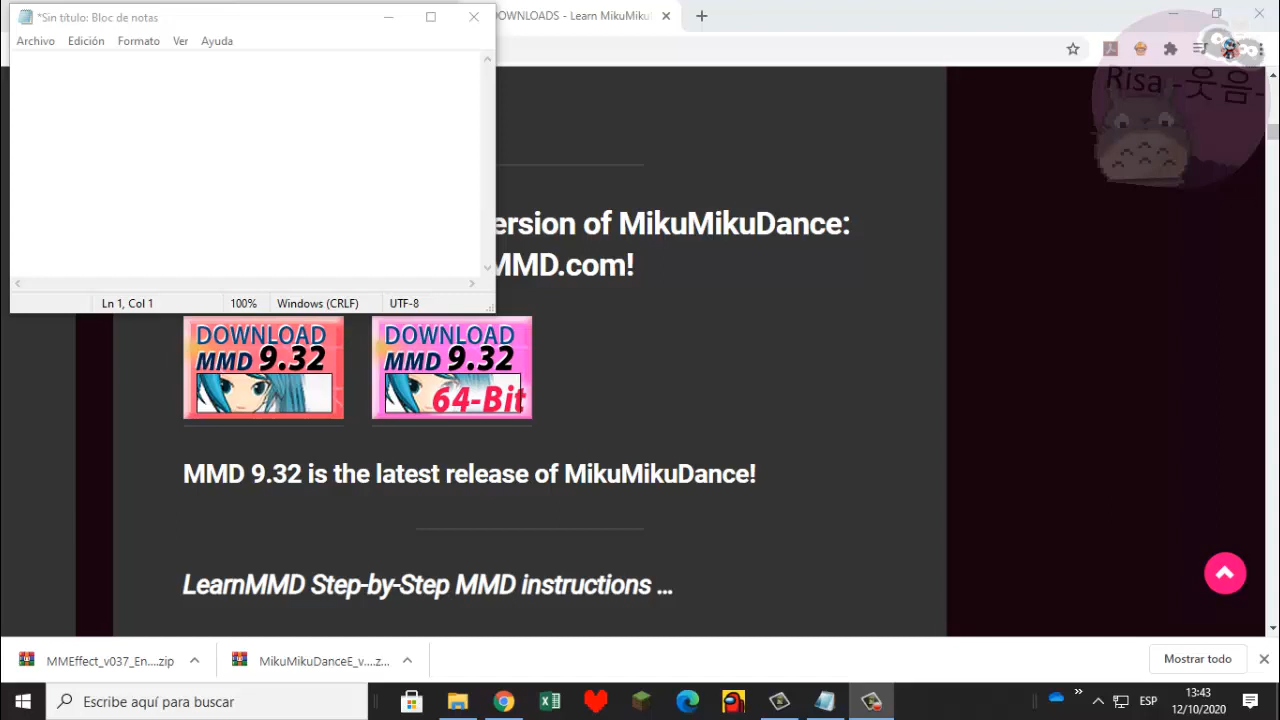 *Sin título: Bloc de notas
OWNLOADS - Learn MikuMiku
Archivo Edición Formato Ver Ayuda
Risa -웃음-
ersion of MikuMikuDance:
MMD.com!
Ln 1, Col 1 100% Windows (CRLF) UTF-8
DOWNLOAD
MMD 9.32
DOWNLOAD
MMD 9.32
64-Bit
MMD 9.32 is the latest release of MikuMikuDance!
LearnMMD Step-by-Step MMD instructions ...
MMEffect_v037_En....zip
MikuMikuDanceE_v....z...
Mostrar todo
Escribe aquí para buscar
ESP
13:43
12/10/2020